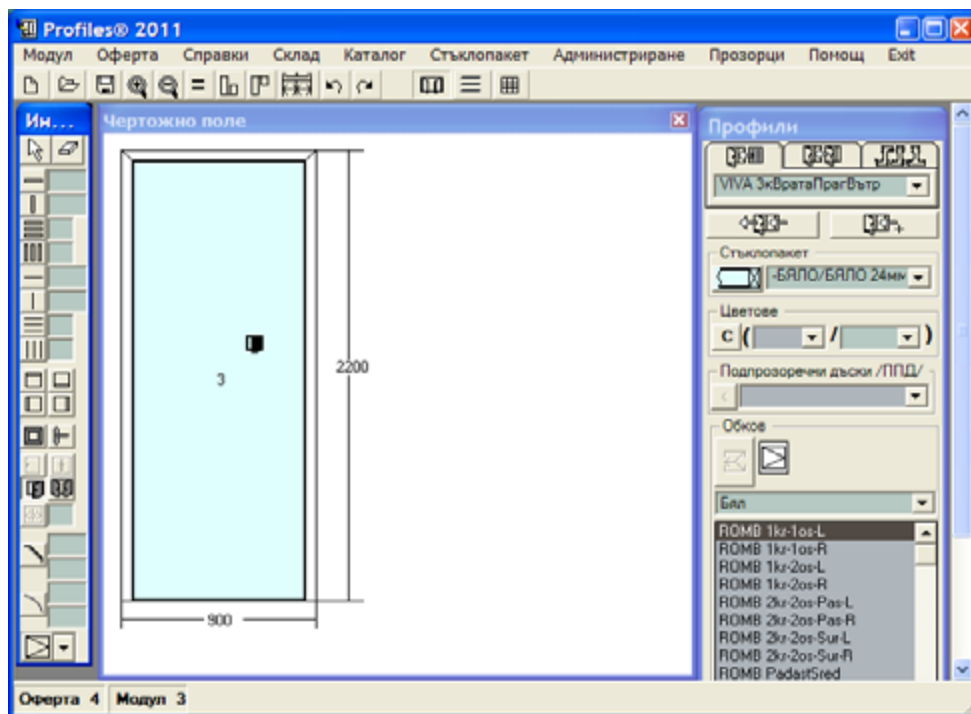 Profiles® 2011
Модул Оферта Справки Склад Каталог Стъклопакет Администриране Прозорци Помощ Exit
Ин...
Чертожно поле
Профили
VIVA 3кВратаПрагВътр
Стъклопакет
-БЯЛО/БЯЛО 24мм
Цветове
C ( / )
Подпрозоречни дъски /ППД/
Обков
Бял
ROMB 1kr-1os-L
ROMB 1kr-1os-R
ROMB 1kr-2os-L
ROMB 1kr-2os-R
ROMB 2kr-2os-Pas-L
ROMB 2kr-2os-Pas-R
ROMB 2kr-2os-Sur-L
ROMB 2kr-2os-Sur-R
ROMB PadastSred
2200
3
900
Оферта 4 Модул 3